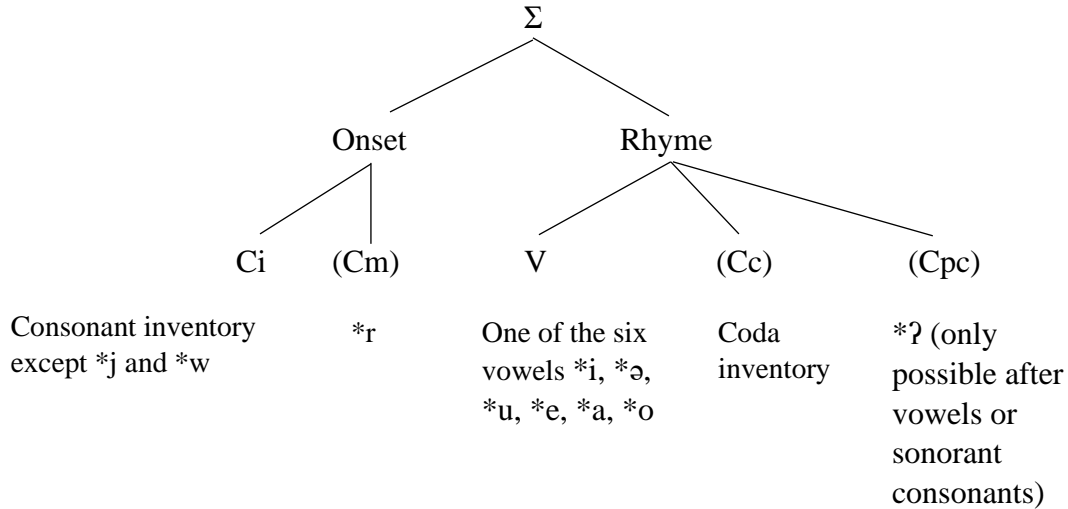 Σ
Onset Rhyme
Ci (Cm) V (Cc) (Cpc)
Consonant inventory
except *j and *w
*r
One of the six
vowels *i, *ə,
*u, *e, *a, *o
Coda
inventory
*ʔ (only
possible after
vowels or
sonorant
consonants)